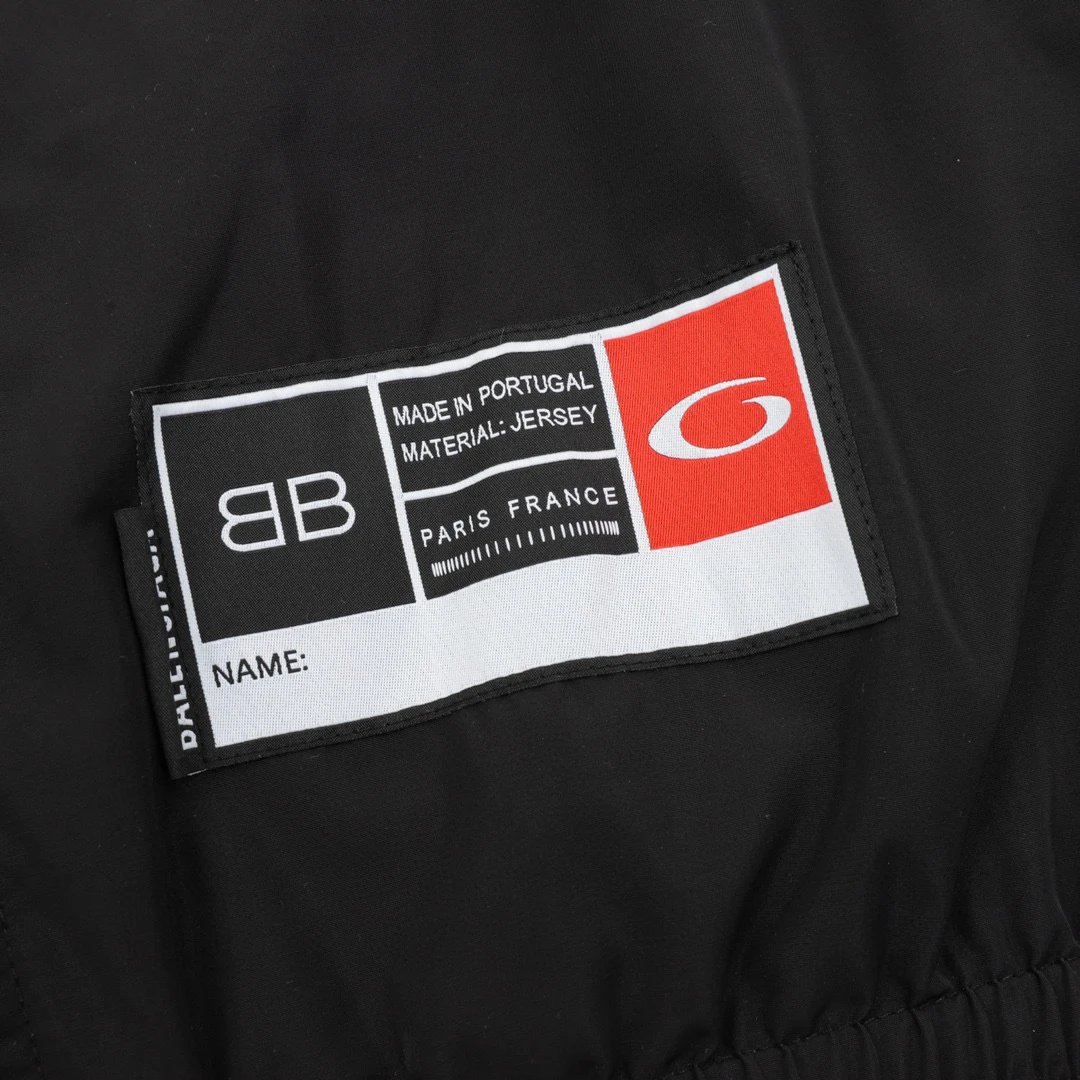 BB
MADE IN PORTUGAL
MATERIAL: JERSEY
PARIS FRANCE
NAME:
BALENCIAGA